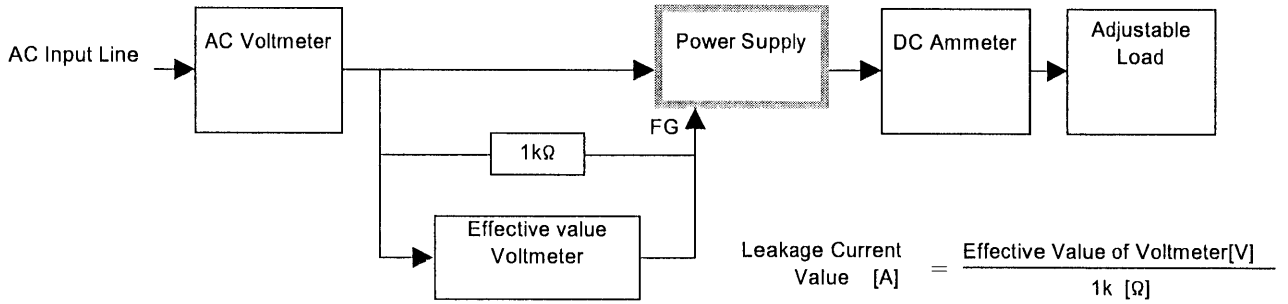 AC Input Line
AC Voltmeter
Power Supply
DC Ammeter
Adjustable
Load
FG
1kΩ
Effective value
Voltmeter
Leakage Current
Value [A]
=
Effective Value of Voltmeter[V]
1k [Ω]